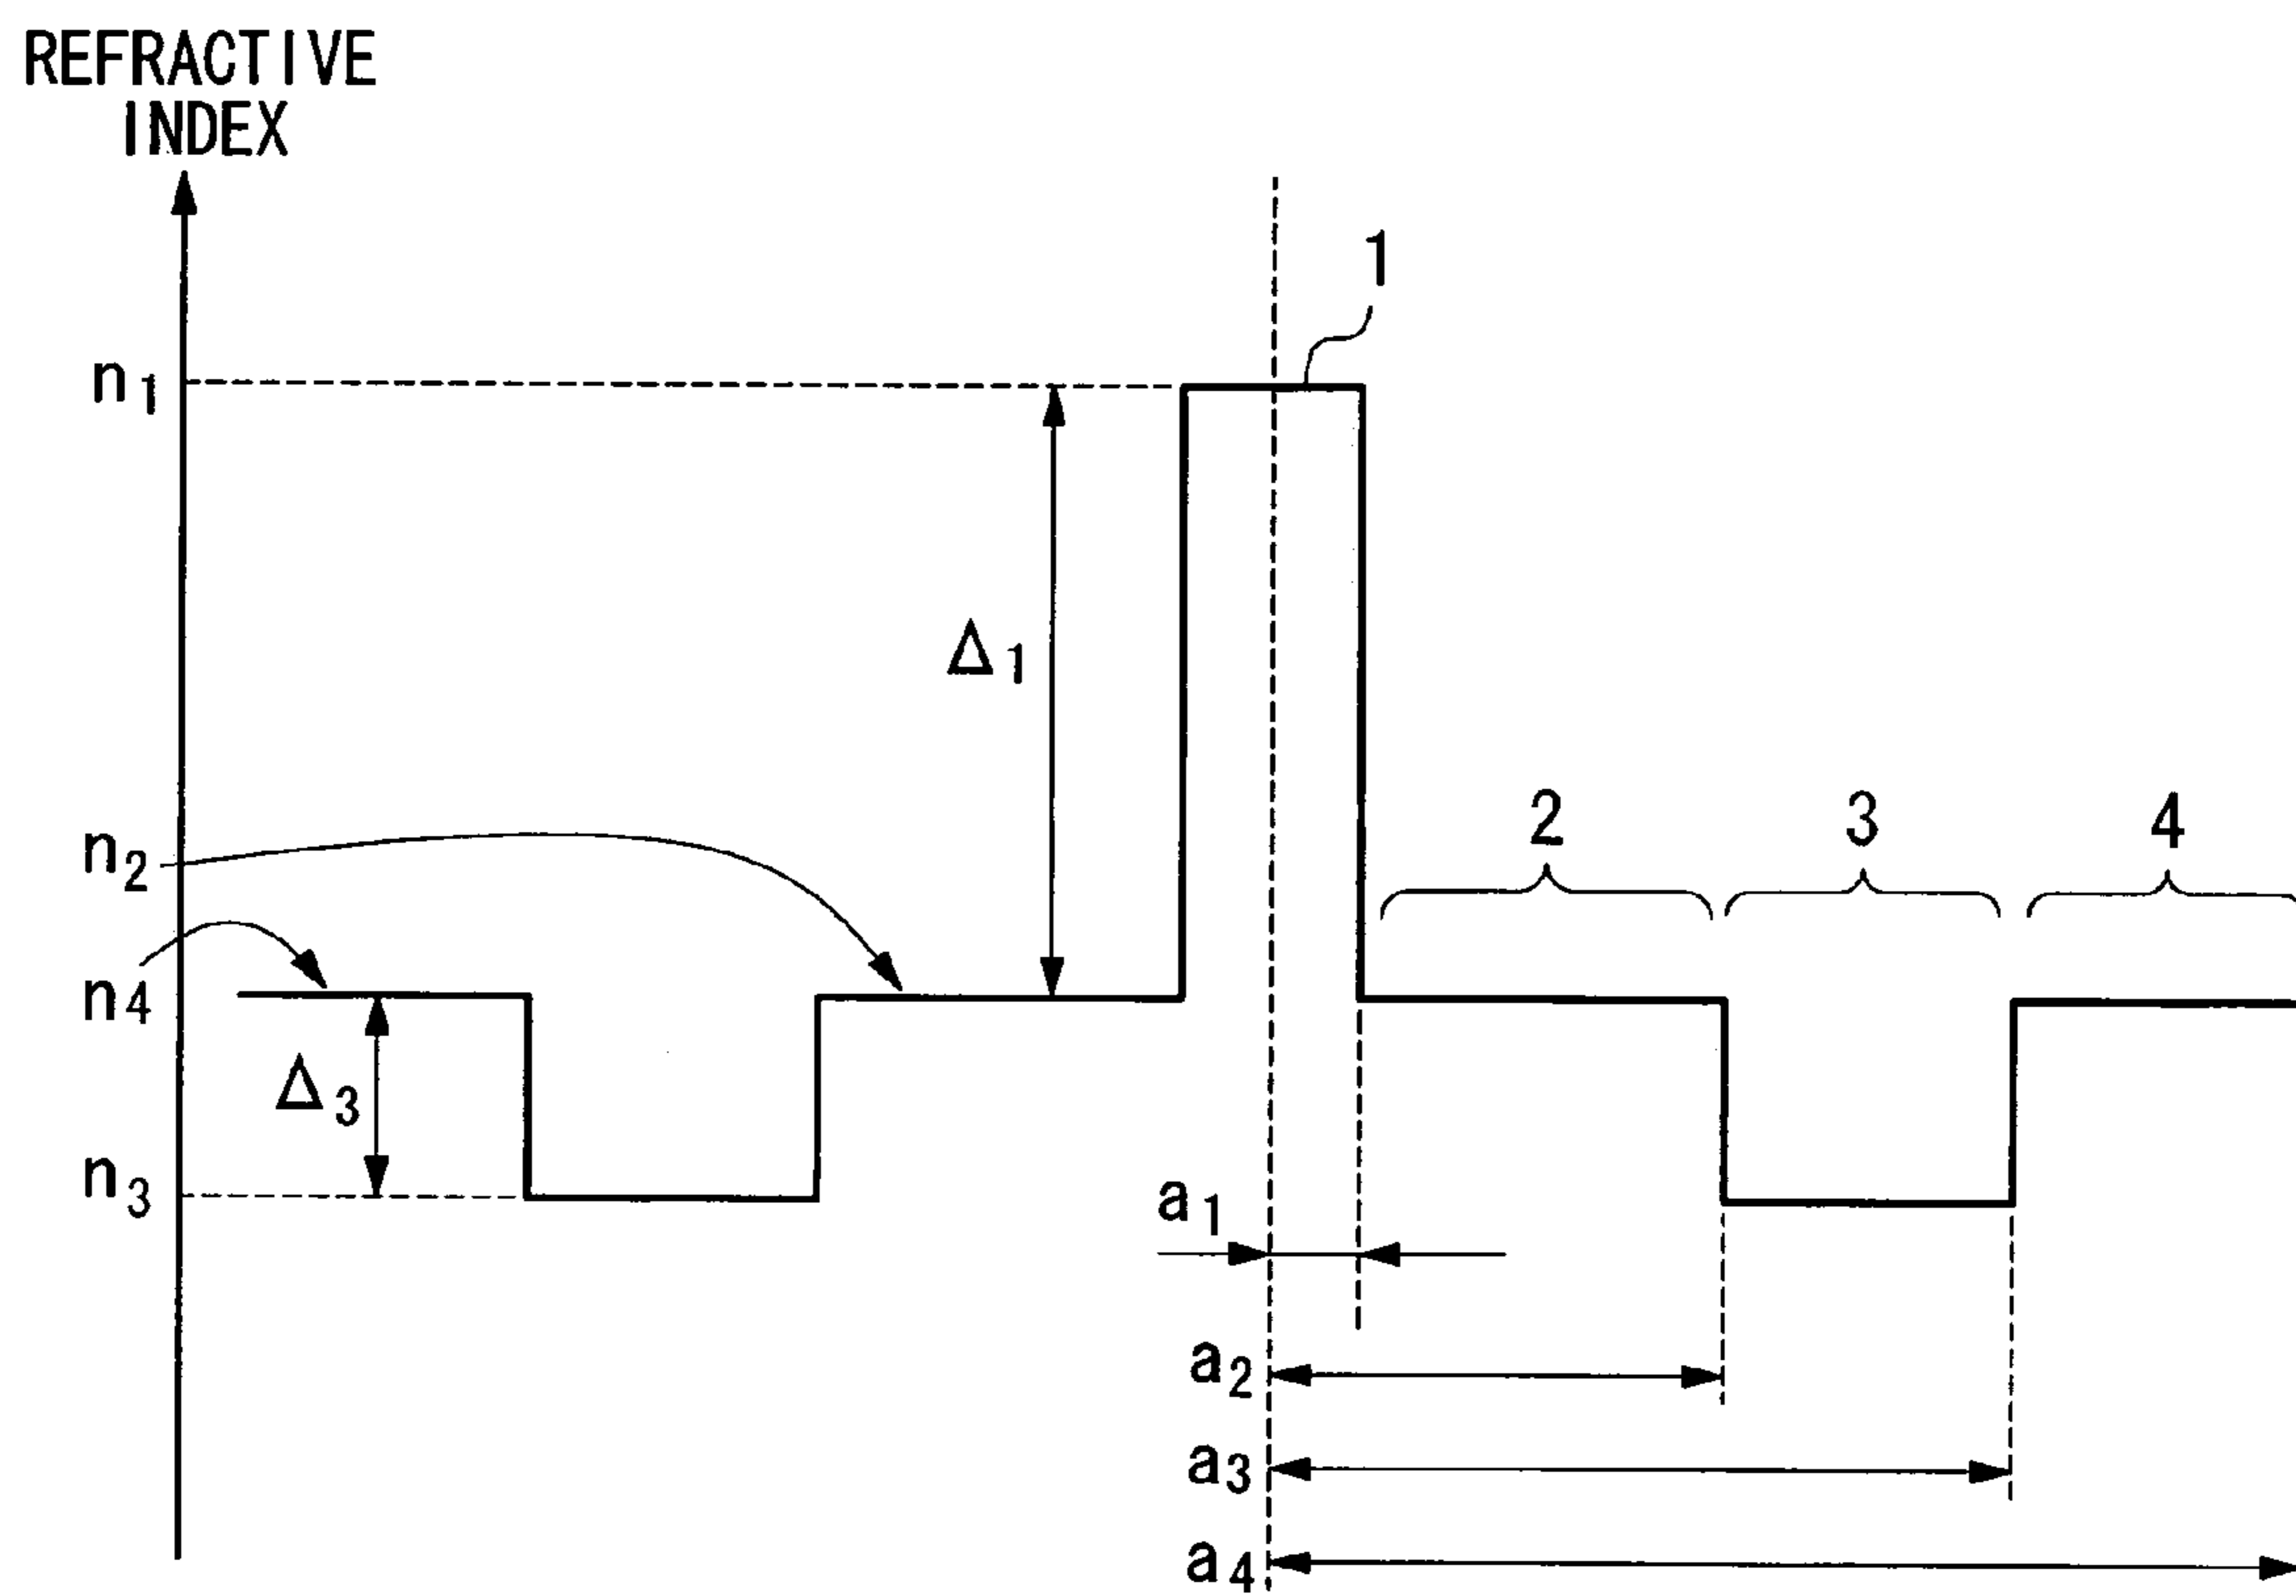 REFRACTIVE
INDEX
1
n1
Δ1
2 3 4
n2
n4
Δ3
n3
a1
a2
a3
a4